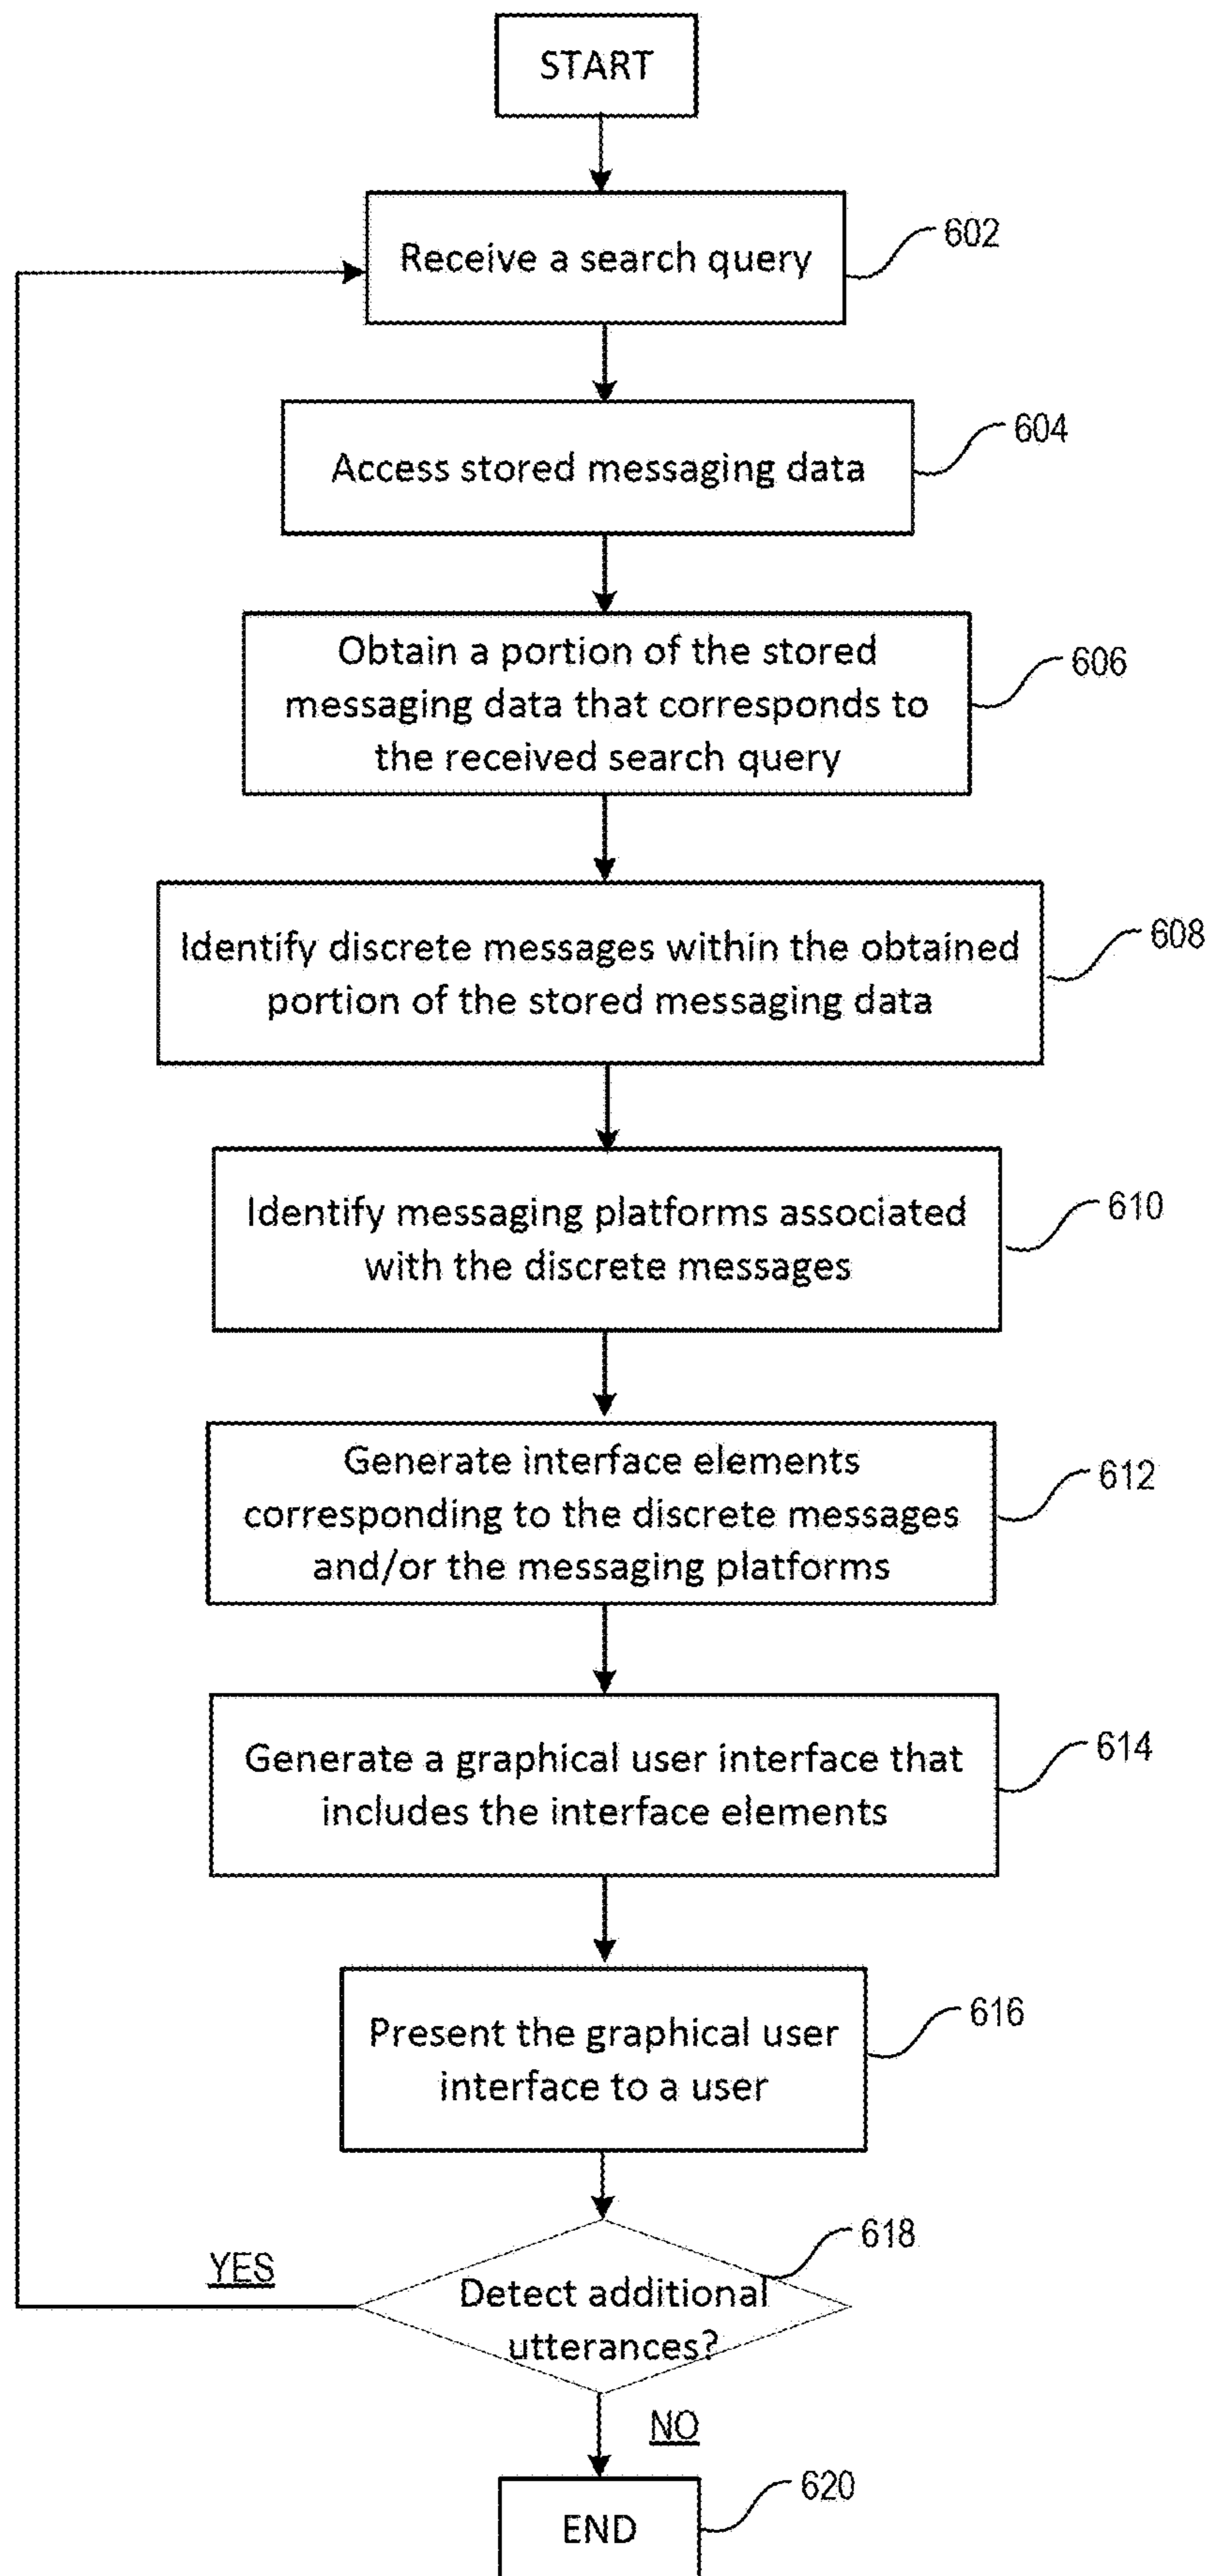 START
Receive a search query
602
Access stored messaging data
604
Obtain a portion of the stored
messaging data that corresponds to
the received search query
606
Identify discrete messages within the obtained
portion of the stored messaging data
608
Identify messaging platforms associated
with the discrete messages
610
Generate interface elements
corresponding to the discrete messages
and/or the messaging platforms
612
Generate a graphical user interface that
includes the interface elements
614
Present the graphical user
interface to a user
616
618
YES
Detect additional
utterances?
NO
620
END